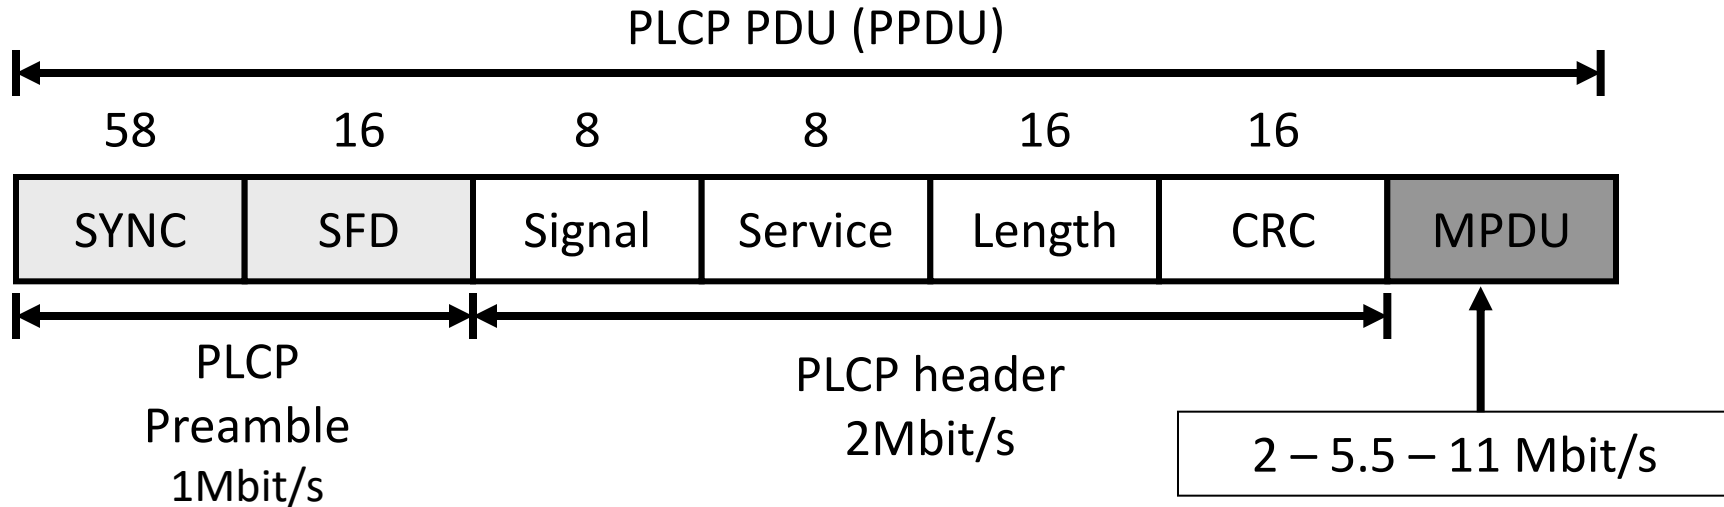 PLCP PDU (PPDU)
58 16 8 8 16 16
SYNC SFD Signal Service Length CRC MPDU
PLCP
Preamble
1Mbit/s
PLCP header
2Mbit/s
2 – 5.5 – 11 Mbit/s